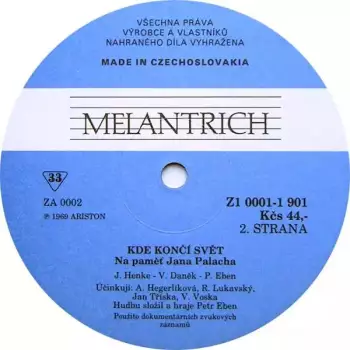 VŠECHNA PRÁVA
VÝROBCE A VLASTNÍKŮ
NAHRANÉHO DÍLA VYHRAŽENA
MADE IN CZECHOSLOVAKIA
MELANTRICH
33
ZA 0002
Z1 0001-1 901
Kčs 44,-
℗ 1969 ARISTON
2. STRANA
KDE KONČÍ SVĚT
Na paměť Jana Palacha
J. Henke - V. Daněk - P. Eben
Účinkují: A. Hegerlíková, R. Lukavský,
Jan Tříska, V. Voska
Hudbu složil a hraje Petr Eben
Použito dokumentárních zvukových
záznamů